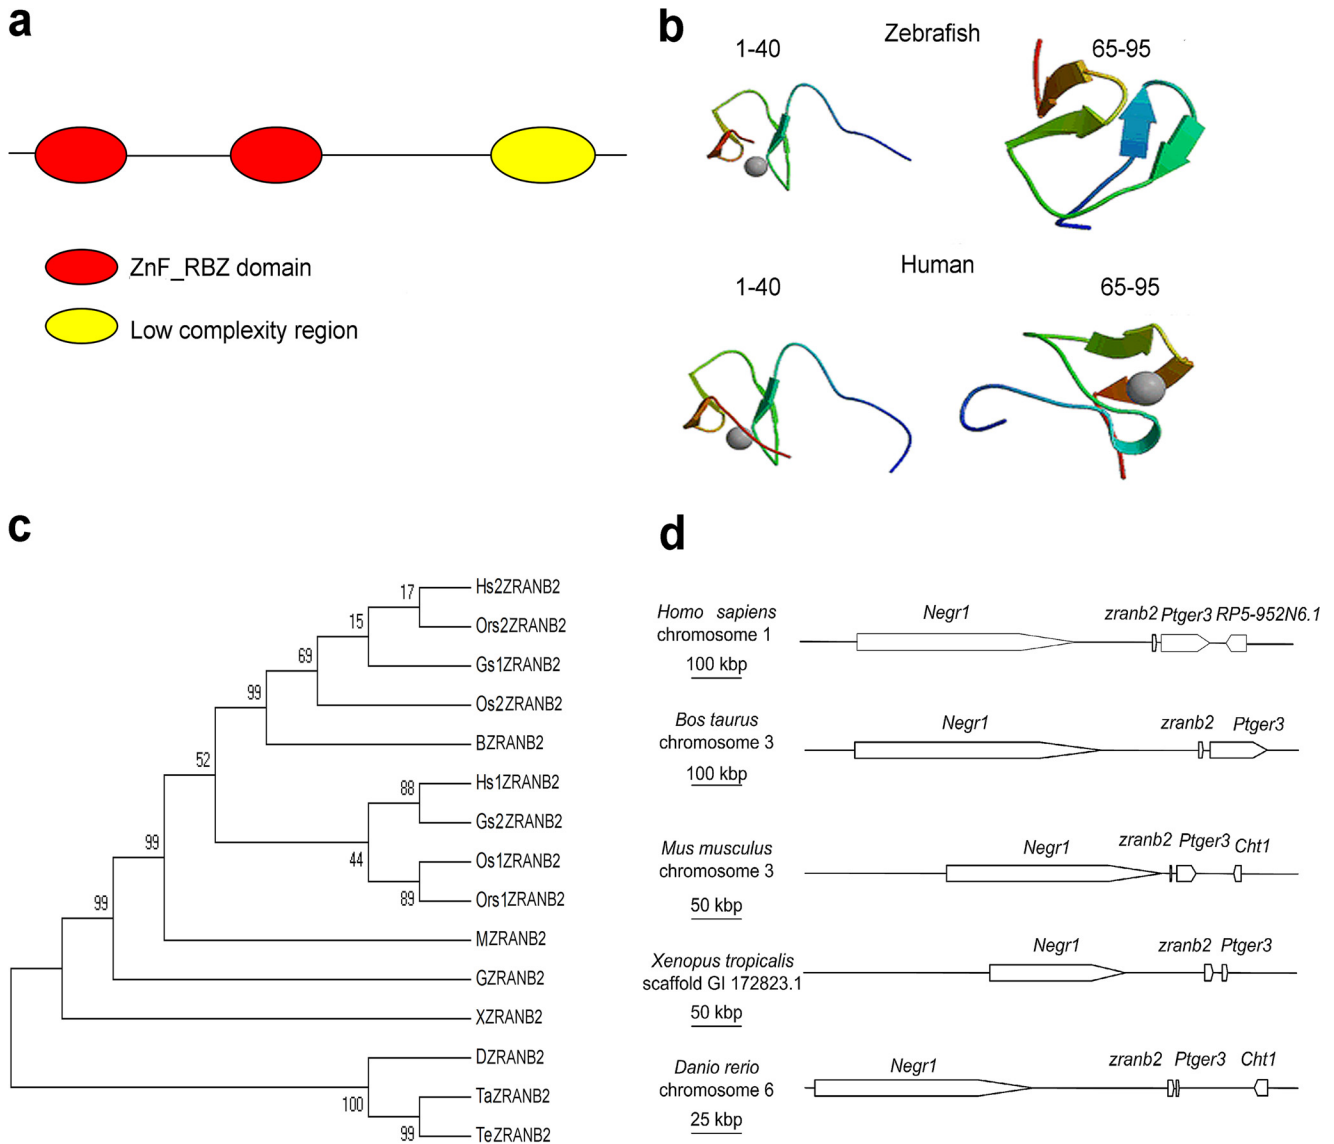 a
ZnF_RBZ domain
Low complexity region
b
Zebrafish
1-40
65-95
Human
1-40
65-95
c
17
15
69
99
52
99
99
88
44
89
100
99
Hs2ZRANB2
Ors2ZRANB2
Gs1ZRANB2
Os2ZRANB2
BZRANB2
Hs1ZRANB2
Gs2ZRANB2
Os1ZRANB2
Ors1ZRANB2
MZRANB2
GZRANB2
XZRANB2
DZRANB2
TaZRANB2
TeZRANB2
d
Homo sapiens
chromosome 1
100 kbp
Negr1 zranb2 Ptger3 RP5-952N6.1
Bos taurus
chromosome 3
100 kbp
Negr1 zranb2 Ptger3
Mus musculus
chromosome 3
50 kbp
Negr1 zranb2 Ptger3 Cht1
Xenopus tropicalis
scaffold GI 172823.1
50 kbp
Negr1 zranb2 Ptger3
Danio rerio
chromosome 6
25 kbp
Negr1 zranb2 Ptger3 Cht1